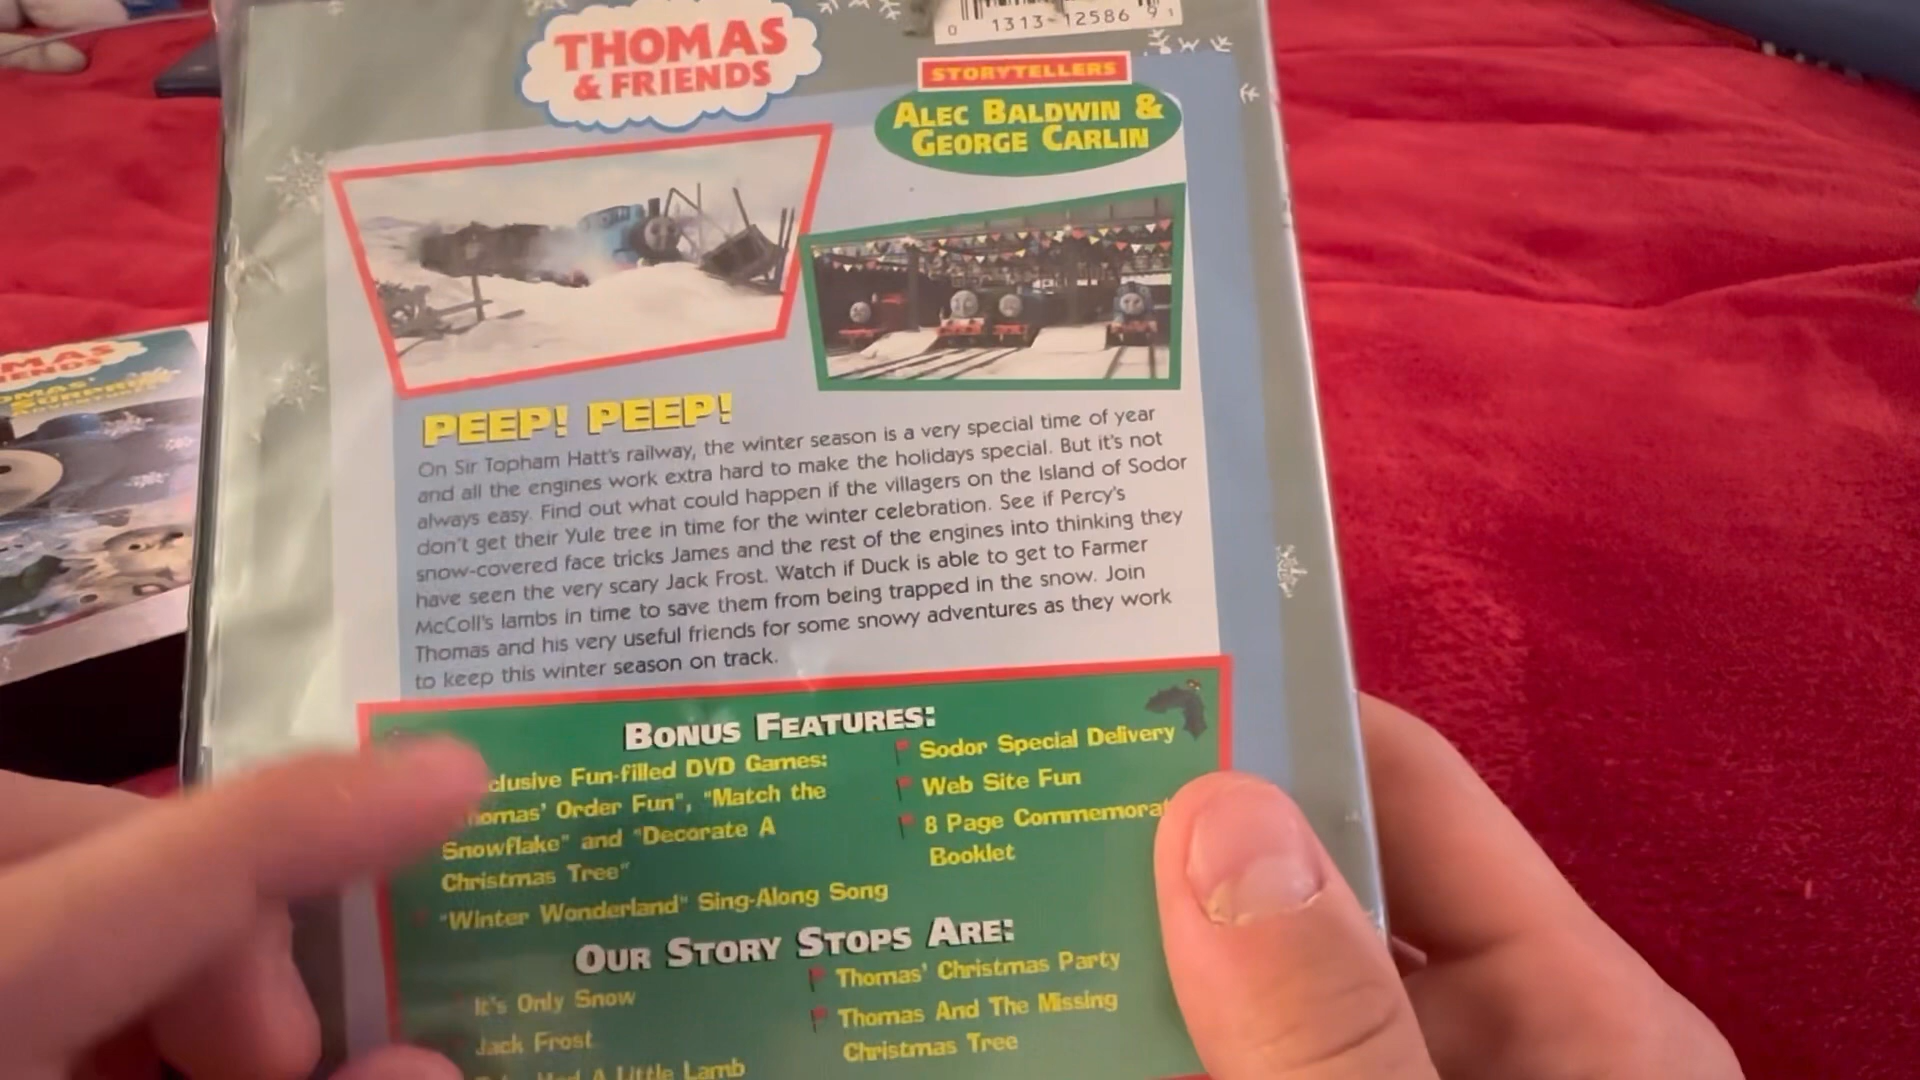 THOMAS
& FRIENDS
0 1313-12586 9 1
STORYTELLERS
ALEC BALDWIN &
GEORGE CARLIN
PEEP! PEEP!
On Sir Topham Hatt's railway, the winter season is a very special time of year
and all the engines work extra hard to make the holidays special. But it's not
always easy. Find out what could happen if the villagers on the Island of Sodor
don't get their Yule tree in time for the winter celebration. See if Percy's
snow-covered face tricks James and the rest of the engines into thinking they
have seen the very scary Jack Frost. Watch if Duck is able to get to Farmer
McColl's lambs in time to save them from being trapped in the snow. Join
Thomas and his very useful friends for some snowy adventures as they work
to keep this winter season on track.
BONUS FEATURES:
clusive Fun-filled DVD Games:
omas' Order Fun", "Match the
Snowflake" and "Decorate A
Christmas Tree"
"Winter Wonderland" Sing-Along Song
Sodor Special Delivery
Web Site Fun
8 Page Commemorat
Booklet
OUR STORY STOPS ARE:
It's Only Snow
Jack Frost
Had A Little Lamb
Thomas' Christmas Party
Thomas And The Missing
Christmas Tree